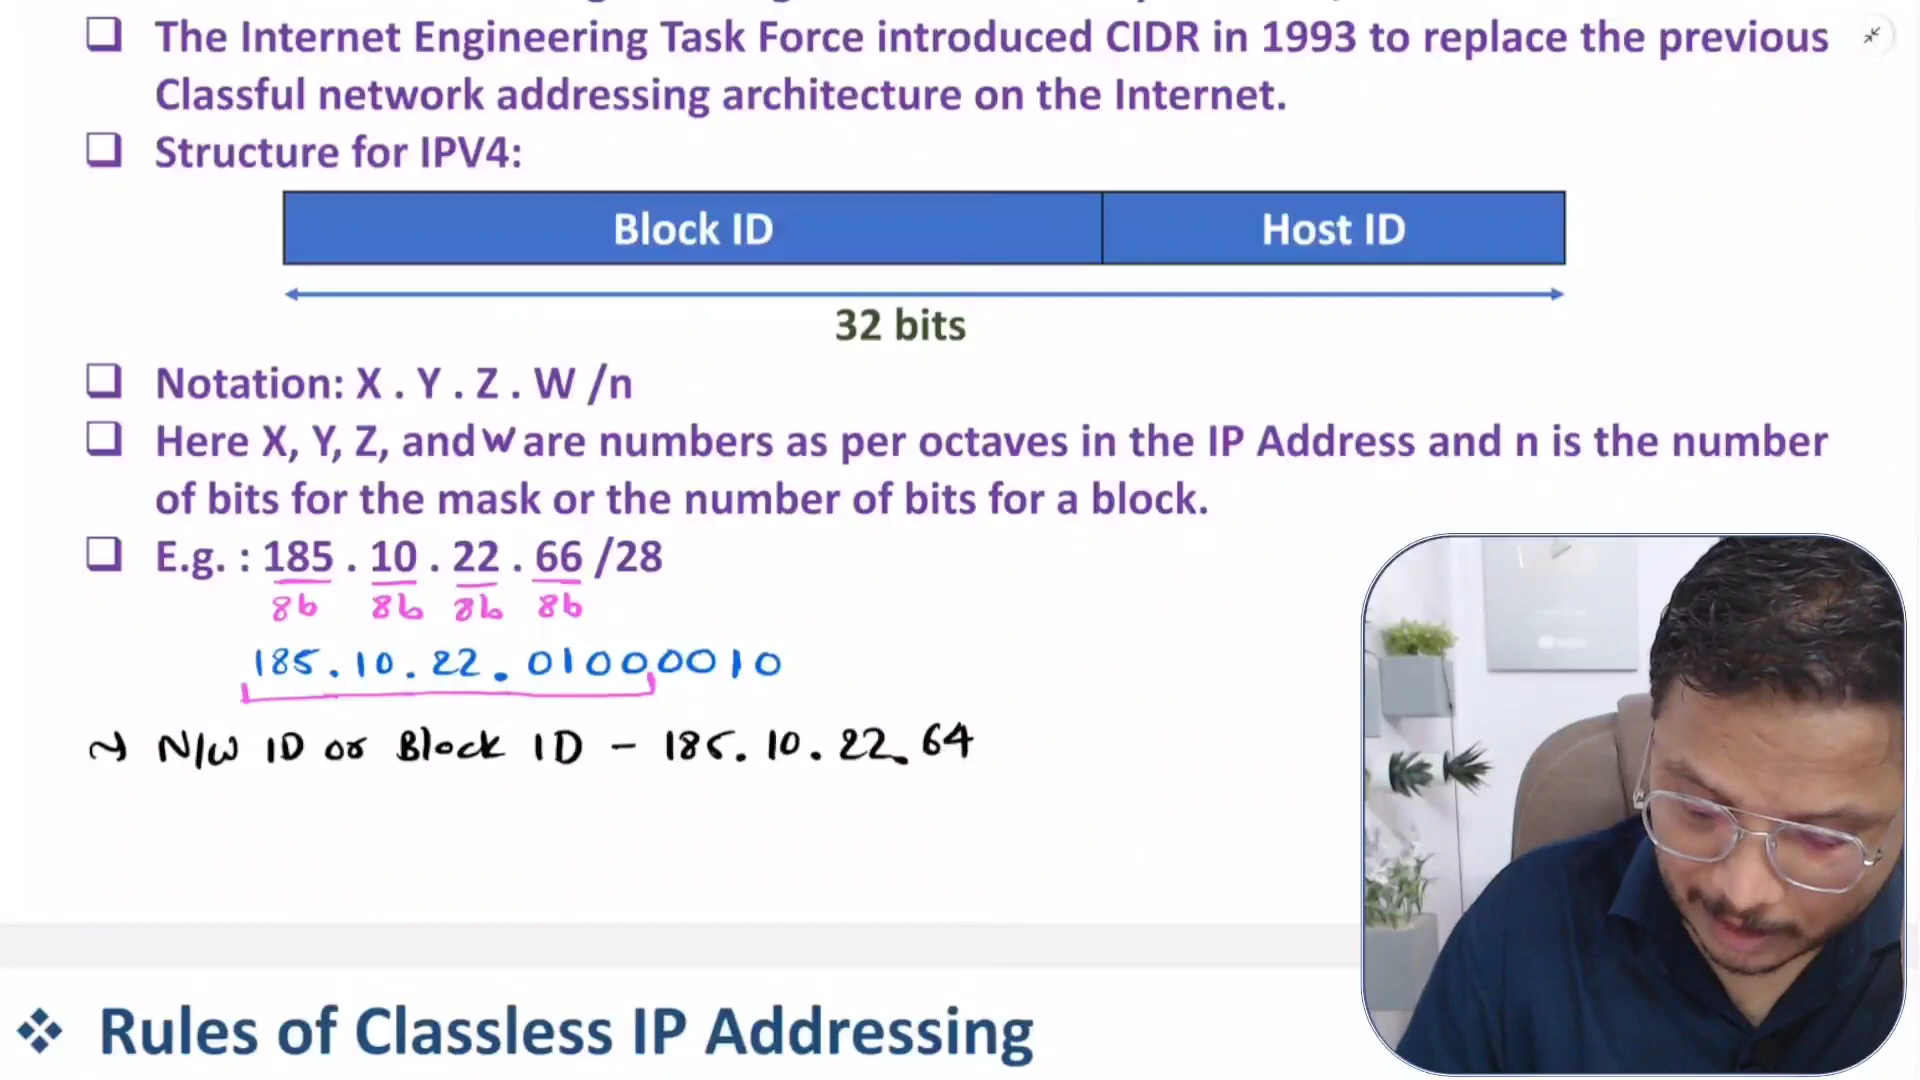 The Internet Engineering Task Force introduced CIDR in 1993 to replace the previous
Classful network addressing architecture on the Internet.
Structure for IPV4:
Block ID Host ID
32 bits
Notation: X . Y . Z . W /n
Here X, Y, Z, and W are numbers as per octaves in the IP Address and n is the number
of bits for the mask or the number of bits for a block.
E.g. : 185 . 10 . 22 . 66 /28
8b 8b 8b 8b
185.10.22.01000010
N/W ID or Block ID - 185.10.22.64
Rules of Classless IP Addressing